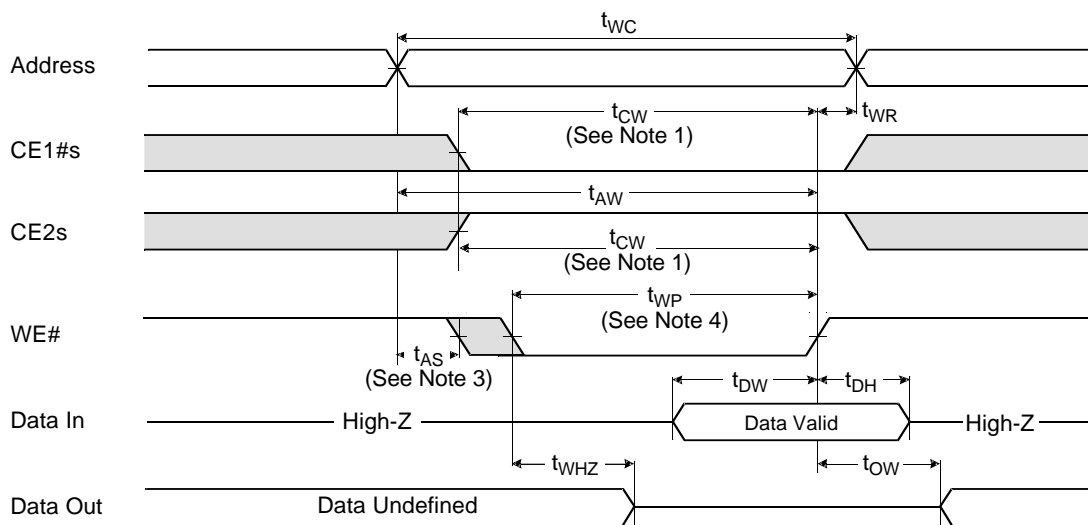 tWC
Address
tCW
(See Note 1)
tWR
CE1#s
tAW
CE2s
tCW
(See Note 1)
tWP
(See Note 4)
WE#
tAS
(See Note 3)
tDW
tDH
Data In
High-Z
Data Valid
High-Z
tWHZ
tOW
Data Out
Data Undefined